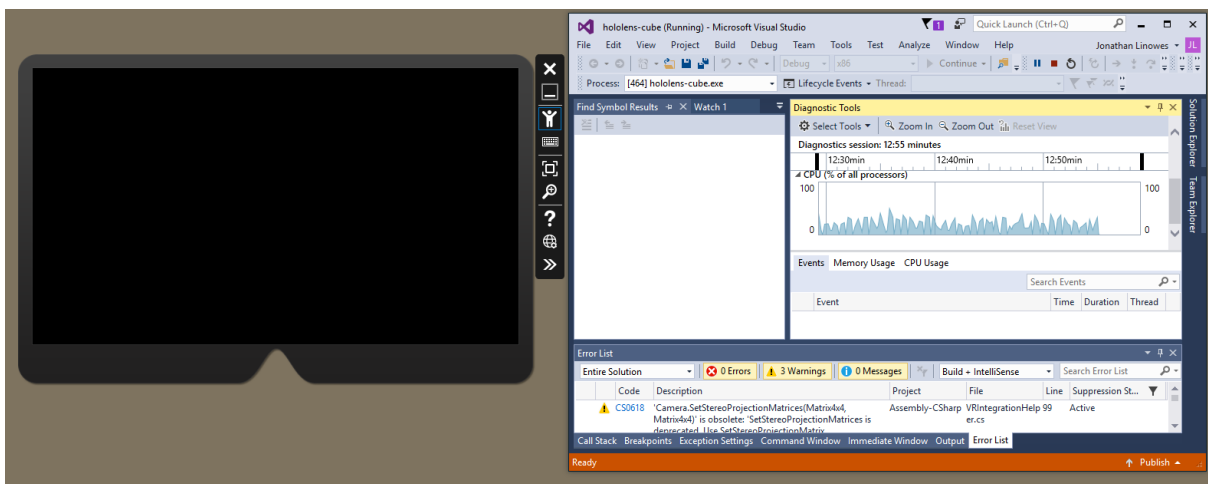 hololens-cube (Running) - Microsoft Visual Studio
1
Quick Launch (Ctrl+Q)
File Edit View Project Build Debug Team Tools Test Analyze Window Help Jonathan Linowes JL
Debug x86 Continue
Process: [464] hololens-cube.exe Lifecycle Events Thread:
Find Symbol Results Watch 1
Diagnostic Tools
Select Tools Zoom In Zoom Out Reset View
Diagnostics session: 12:55 minutes
12:30min 12:40min 12:50min
CPU (% of all processors)
100 100
0 0
Events Memory Usage CPU Usage
Search Events
Event Time Duration Thread
Solution Explorer
Team Explorer
Error List
Entire Solution 0 Errors 3 Warnings 0 Messages Build + IntelliSense Search Error List
Code Description Project File Line Suppression St...
CS0618 'Camera.SetStereoProjectionMatrices(Matrix4x4, Assembly-CSharp VRIntegrationHelp 99 Active
Matrix4x4)' is obsolete: 'SetStereoProjectionMatrices is er.cs
deprecated. Use SetStereoProjectionMatrix
Call Stack Breakpoints Exception Settings Command Window Immediate Window Output Error List
Ready Publish